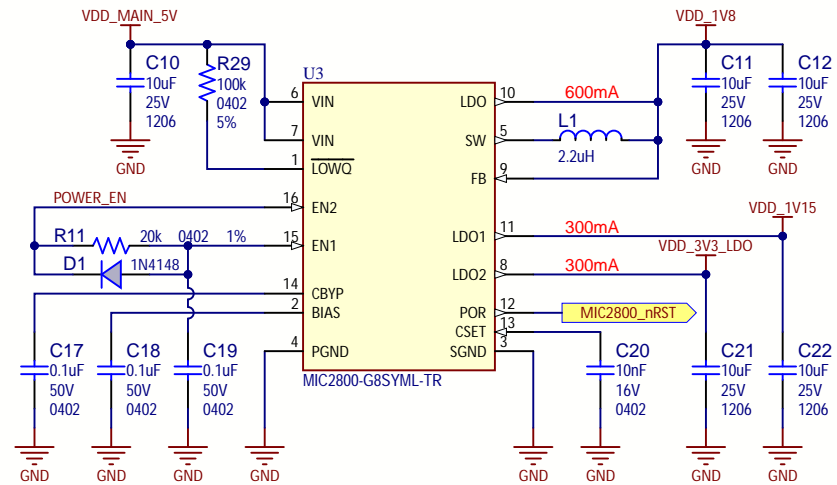 VDD_MAIN_5V
C10
10uF
25V
1206
GND
R29
100k
0402
5%
U3
6 VIN
7 VIN
1 LOWQ
16 EN2
15 EN1
14 CBYP
2 BIAS
4 PGND
LDO 10
SW 5
FB 9
LDO1 11
LDO2 8
POR 12
CSET 13
SGND 3
MIC2800-G8SYML-TR
POWER_EN
R11 20k 0402 1%
D1 1N4148
C17
0.1uF
50V
0402
GND
C18
0.1uF
50V
0402
GND
C19
0.1uF
50V
0402
GND
GND
600mA
L1
2.2uH
VDD_1V8
C11
10uF
25V
1206
GND
C12
10uF
25V
1206
GND
VDD_1V15
300mA
VDD_3V3_LDO
300mA
MIC2800_nRST
GND
C20
10nF
16V
0402
GND
C21
10uF
25V
1206
GND
C22
10uF
25V
1206
GND